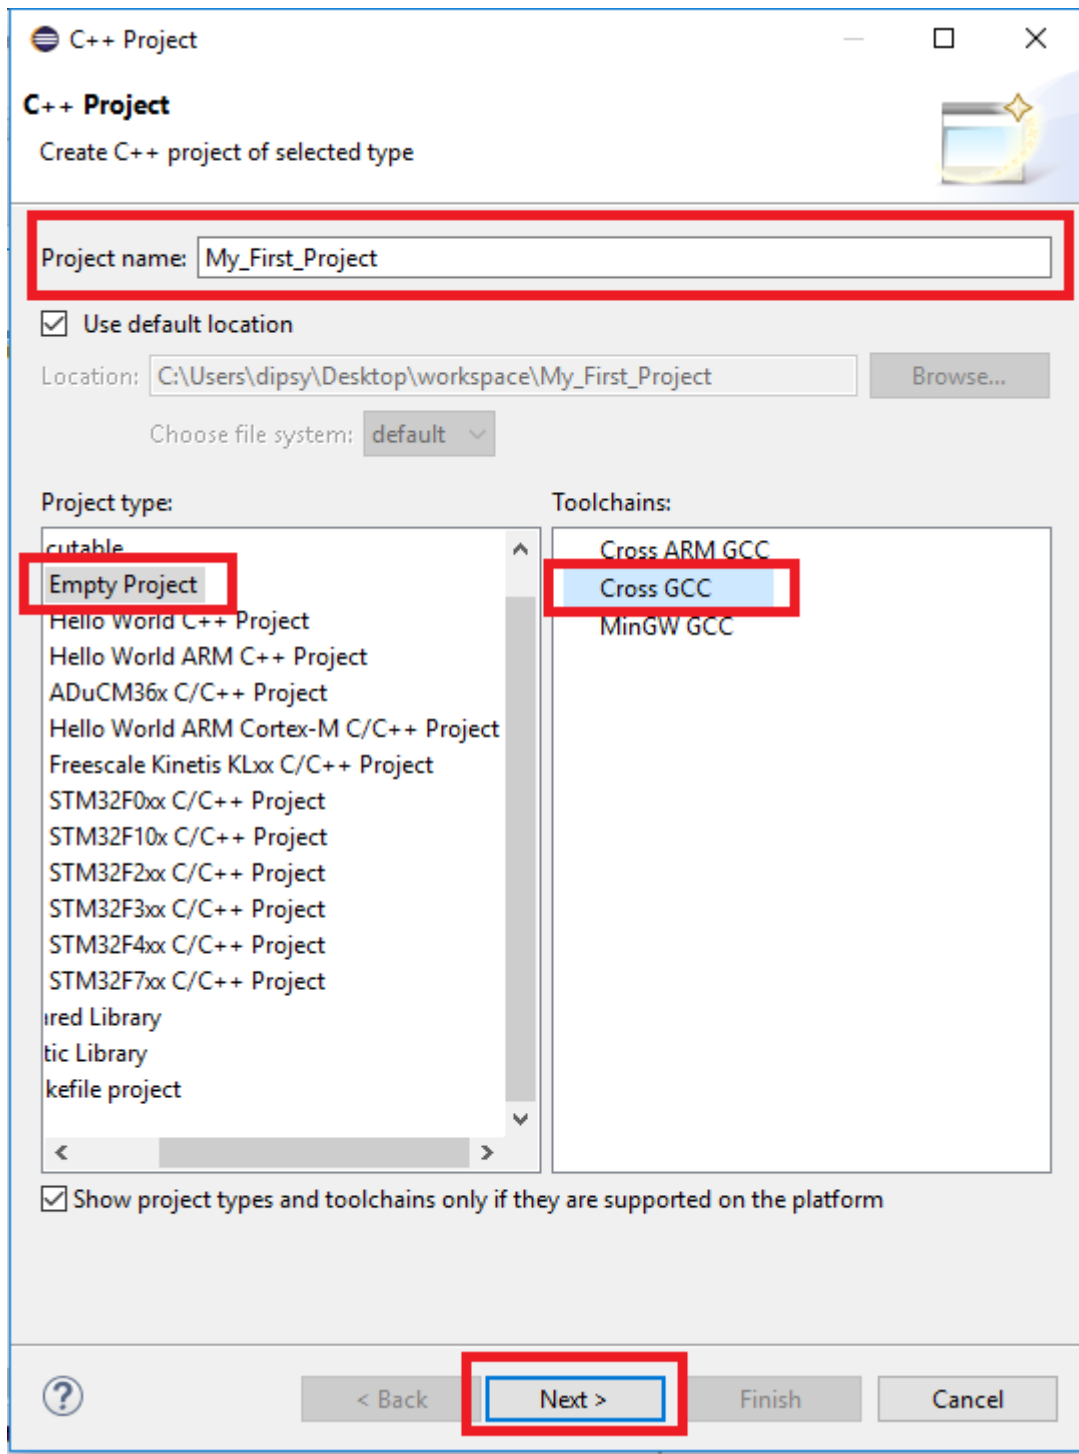 C++ Project
C++ Project
Create C++ project of selected type
Project name: My_First_Project
Use default location
Location: C:\Users\dipsy\Desktop\workspace\My_First_Project Browse...
Choose file system: default
Project type:
cutable
Empty Project
Hello World C++ Project
Hello World ARM C++ Project
ADuCM36x C/C++ Project
Hello World ARM Cortex-M C/C++ Project
Freescale Kinetis KLxx C/C++ Project
STM32F0xx C/C++ Project
STM32F10x C/C++ Project
STM32F2xx C/C++ Project
STM32F3xx C/C++ Project
STM32F4xx C/C++ Project
STM32F7xx C/C++ Project
ared Library
tic Library
kefile project
Toolchains:
Cross ARM GCC
Cross GCC
MinGW GCC
Show project types and toolchains only if they are supported on the platform
? < Back Next > Finish Cancel